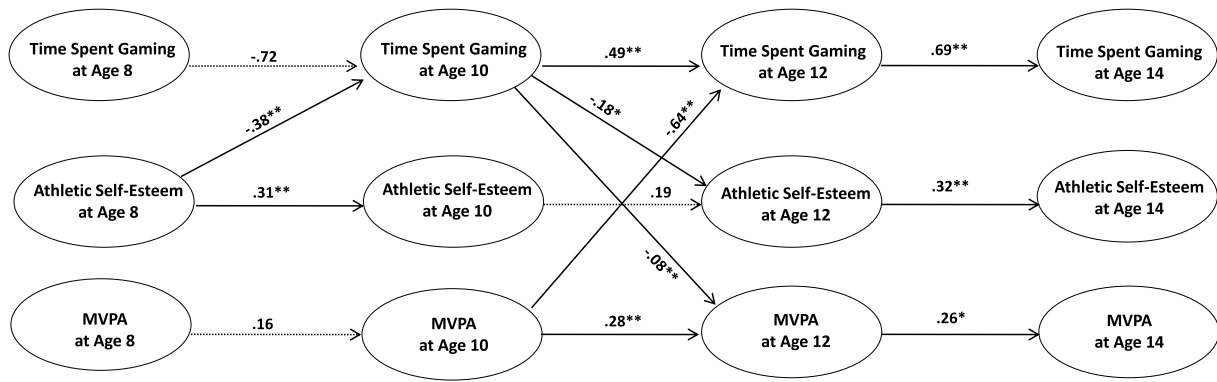 Time Spent Gaming
at Age 8
-.72
Time Spent Gaming
at Age 10
.49**
Time Spent Gaming
at Age 12
.69**
Time Spent Gaming
at Age 14
-.38**
-.18*
-.64**
Athletic Self-Esteem
at Age 8
.31**
Athletic Self-Esteem
at Age 10
.19
Athletic Self-Esteem
at Age 12
.32**
Athletic Self-Esteem
at Age 14
-.08**
MVPA
at Age 8
.16
MVPA
at Age 10
.28**
MVPA
at Age 12
.26*
MVPA
at Age 14